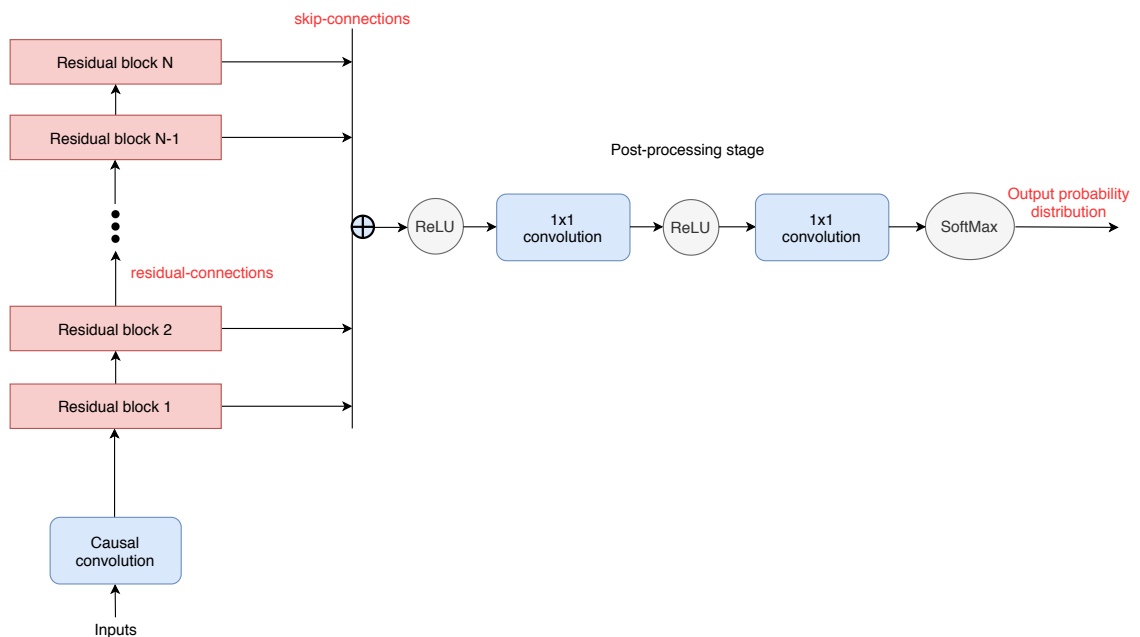 skip-connections
Residual block N
Residual block N-1
Post-processing stage
ReLU
1x1
convolution
ReLU
1x1
convolution
SoftMax
Output probability
distribution
residual-connections
Residual block 2
Residual block 1
Causal
convolution
Inputs